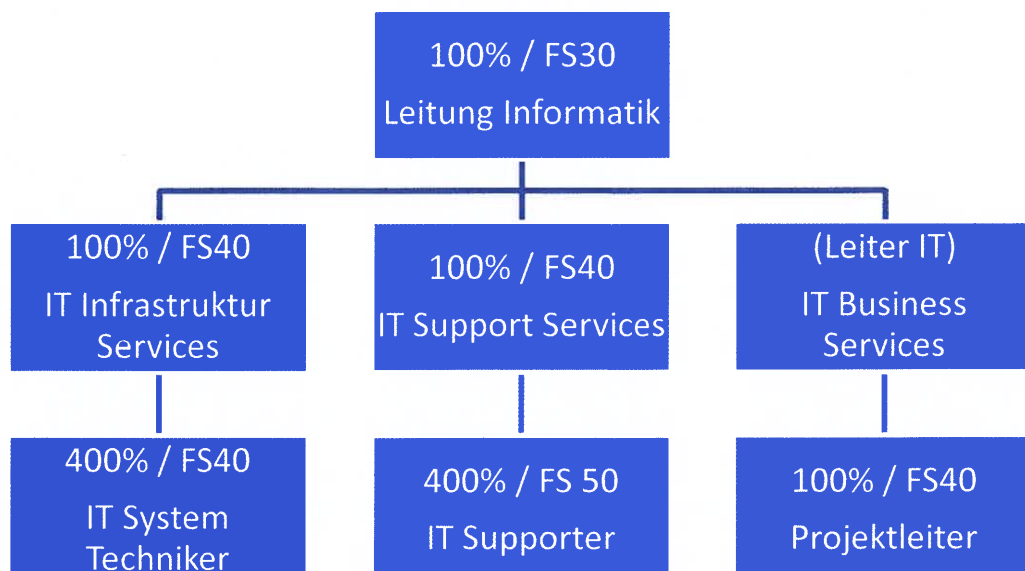 100% / FS30
Leitung Informatik
100% / FS40
IT Infrastruktur
Services
100% / FS40
IT Support Services
(Leiter IT)
IT Business
Services
400% / FS40
IT System
Techniker
400% / FS 50
IT Supporter
100% / FS40
Projektleiter